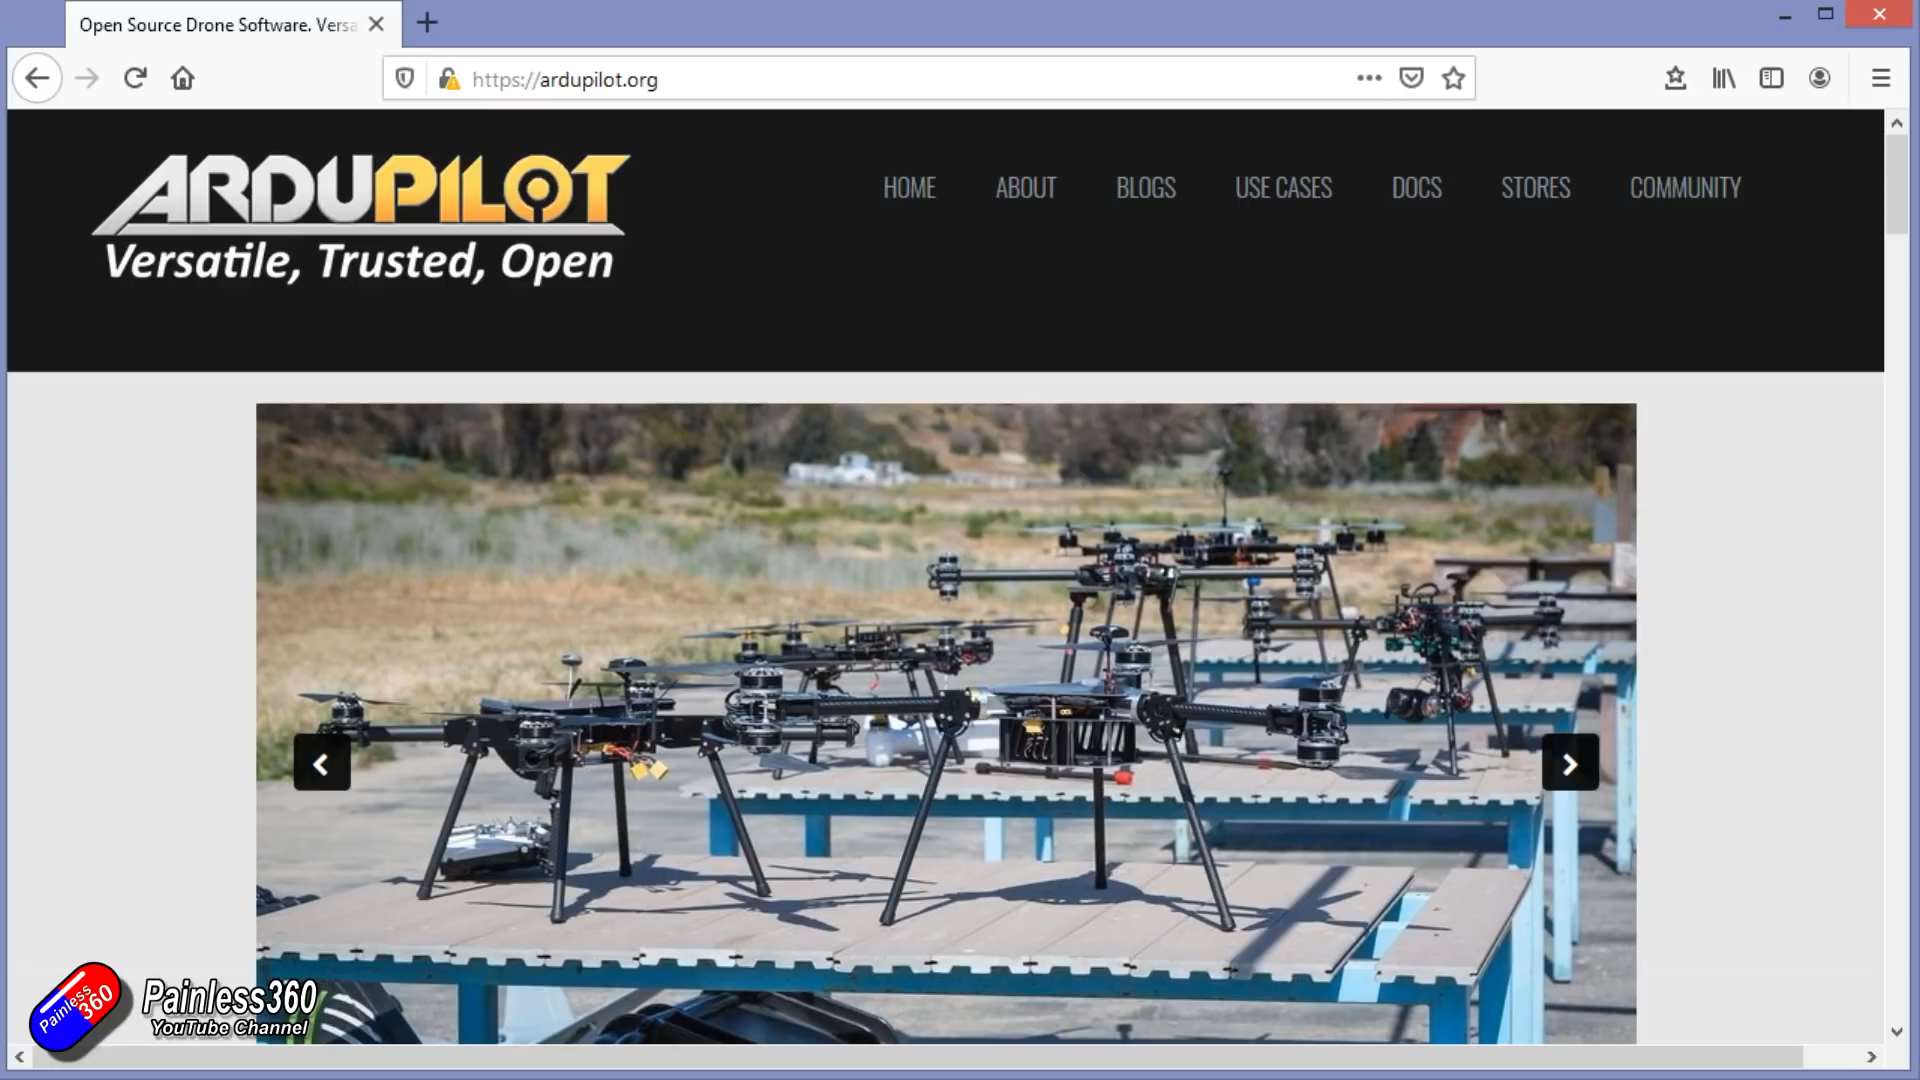 Open Source Drone Software. Versa
https://ardupilot.org
ARDUPILOT
Versatile, Trusted, Open
HOME ABOUT BLOGS USE CASES DOCS STORES COMMUNITY
Painless360
YouTube Channel
Painless
360